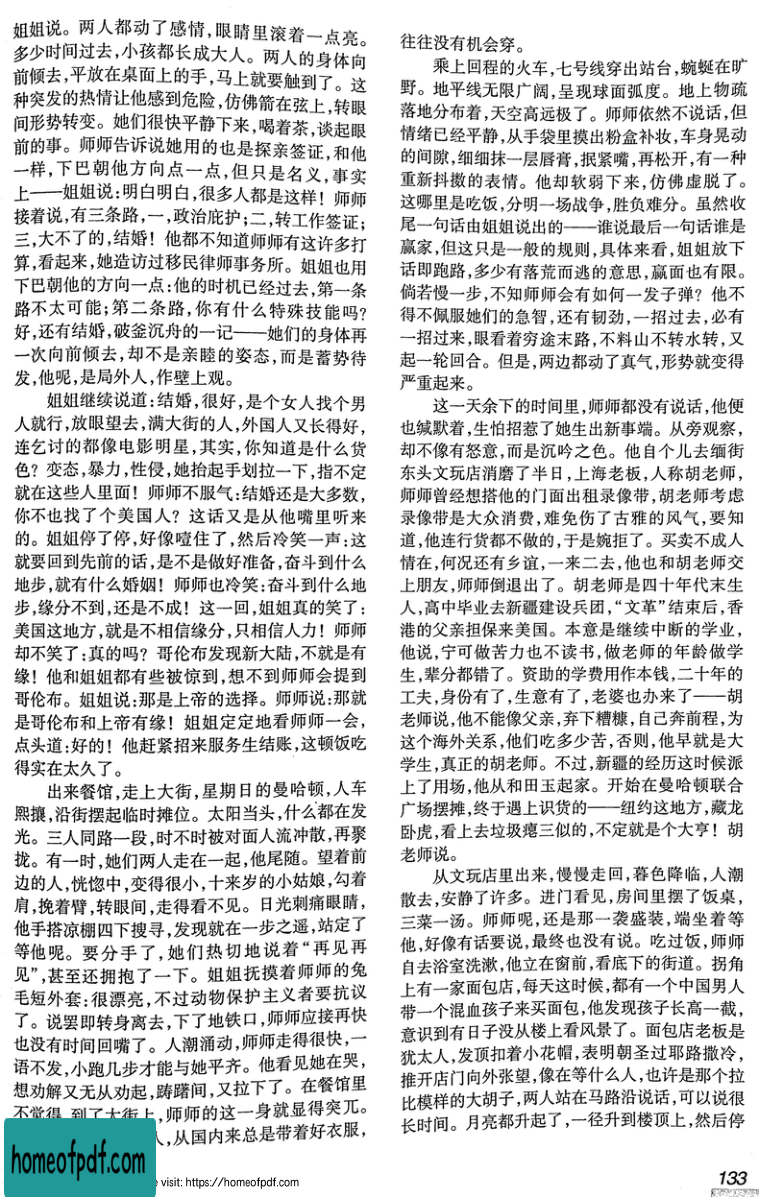 姐姐说。两人都动了感情,眼睛里滚着一点亮。
多少时间过去,小孩都长成大人。两人的身体向
前倾去,平放在桌面上的手,马上就要触到了。这
种突发的热情让他感到危险,仿佛箭在弦上,转眼
间形势转变。她们很快平静下来,喝着茶,谈起眼
前的事。师师告诉说她用的也是探亲签证,和他
一样,下巴朝他方向点一点,但只是名义,事实
上——姐姐说:明白明白,很多人都是这样! 师师
接着说,有三条路,一,政治庇护;二,转工作签证;
三,大不了的,结婚! 他都不知道师师有这许多打
算,看起来,她造访过移民律师事务所。姐姐也用
下巴朝他的方向一点:他的时机已经过去,第一条
路不太可能;第二条路,你有什么特殊技能吗?
好,还有结婚,破釜沉舟的一记——她们的身体再
一次向前倾去,却不是亲睦的姿态,而是蓄势待
发,他呢,是局外人,作壁上观。
姐姐继续说道:结婚,很好,是个女人找个男
人就行,放眼望去,满大街的人,外国人又长得好,
连乞讨的都像电影明星,其实,你知道是什么货
色? 变态,暴力,性侵,她抬起手划拉一下,指不定
就在这些人里面! 师师不服气:结婚还是大多数,
你不也找了个美国人? 这话又是从他嘴里听来
的。姐姐停了停,好像噎住了,然后冷笑一声:这
就要回到先前的话,是不是做好准备,奋斗到什么
地步,就有什么婚姻! 师师也冷笑:奋斗到什么地
步,缘分不到,还是不成! 这一回,姐姐真的笑了:
美国这地方,就是不相信缘分,只相信人力! 师师
却不笑了:真的吗? 哥伦布发现新大陆,不就是有
缘! 他和姐姐都有些被惊到,想不到师师会提到
哥伦布。姐姐说:那是上帝的选择。师师说:那就
是哥伦布和上帝有缘! 姐姐定定地看师师一会,
点头道:好的! 他赶紧招来服务生结账,这顿饭吃
得实在太久了。
出来餐馆,走上大街,星期日的曼哈顿,人车
熙攘,沿街摆起临时摊位。太阳当头,什么都在发
光。三人同路一段,时不时被对面人流冲散,再聚
拢。有一时,她们两人走在一起,他尾随。望着前
边的人,恍惚中,变得很小,十来岁的小姑娘,勾着
肩,挽着臂,转眼间,走得看不见。日光刺痛眼睛,
他手搭凉棚四下搜寻,发现就在一步之遥,站定了
等他呢。要分手了,她们热切地说着“再见再
见”,甚至还拥抱了一下。姐姐抚摸着师师的兔
毛短外套:很漂亮,不过动物保护主义者要抗议
了。说罢即转身离去,下了地铁口,师师应接再快
也没有时间回嘴了。人潮涌动,师师走得很快,一
语不发,小跑几步才能与她平齐。他看见她在哭,
想劝解又无从劝起,踌躇间,又拉下了。在餐馆里
不觉得,到了大街上,师师的这一身就显得突兀。
人,从国内来总是带着好衣服,
往往没有机会穿。
乘上回程的火车,七号线穿出站台,蜿蜒在旷
野。地平线无限广阔,呈现球面弧度。地上物疏
落地分布着,天空高远极了。师师依然不说话,但
情绪已经平静,从手袋里摸出粉盒补妆,车身晃动
的间隙,细细抹一层唇膏,抿紧嘴,再松开,有一种
重新抖擞的表情。他却软弱下来,仿佛虚脱了。
这哪里是吃饭,分明一场战争,胜负难分。虽然收
尾一句话由姐姐说出的——谁说最后一句话谁是
赢家,但这只是一般的规则,具体来看,姐姐放下
话即跑路,多少有落荒而逃的意思,赢面也有限。
倘若慢一步,不知师师会有如何一发子弹? 他不
得不佩服她们的急智,还有韧劲,一招过去,必有
一招过来,眼看着穷途末路,不料山不转水转,又
起一轮回合。但是,两边都动了真气,形势就变得
严重起来。
这一天余下的时间里,师师都没有说话,他便
也缄默着,生怕招惹了她生出新事端。从旁观察,
却不像有怒意,而是沉吟之色。他自个儿去缅街
东头文玩店消磨了半日,上海老板,人称胡老师,
师师曾经想搭他的门面出租录像带,胡老师考虑
录像带是大众消费,难免伤了古雅的风气,要知
道,他连行货都不做的,于是婉拒了。买卖不成人
情在,何况还有乡谊,一来二去,他也和胡老师交
上朋友,师师倒退出了。胡老师是四十年代末生
人,高中毕业去新疆建设兵团,“文革”结束后,香
港的父亲担保来美国。本意是继续中断的学业,
他说,宁可做苦力也不读书,做老师的年龄做学
生,辈分都错了。资助的学费用作本钱,二十年的
工夫,身份有了,生意有了,老婆也办来了——胡
老师说,他不能像父亲,弃下糟糠,自己奔前程,为
这个海外关系,他们吃多少苦,否则,他早就是大
学生,真正的胡老师。不过,新疆的经历这时候派
上了用场,他从和田玉起家。开始在曼哈顿联合
广场摆摊,终于遇上识货的——纽约这地方,藏龙
卧虎,看上去垃圾瘪三似的,不定就是个大亨! 胡
老师说。
从文玩店里出来,慢慢走回,暮色降临,人潮
散去,安静了许多。进门看见,房间里摆了饭桌,
三菜一汤。师师呢,还是那一袭盛装,端坐着等
他,好像有话要说,最终也没有说。吃过饭,师师
自去浴室洗漱,他立在窗前,看底下的街道。拐角
上有一家面包店,每天这时候,都有一个中国男人
带一个混血孩子来买面包,他发现孩子长高一截,
意识到有日子没从楼上看风景了。面包店老板是
犹太人,发顶扣着小花帽,表明朝圣过耶路撒冷,
推开店门向外张望,像在等什么人,也许是那个拉
比模样的大胡子,两人站在马路沿说话,可以说很
长时间。月亮都升起了,一径升到楼顶上,然后停
homeofpdf.com
e visit: https://homeofpdf.com
133